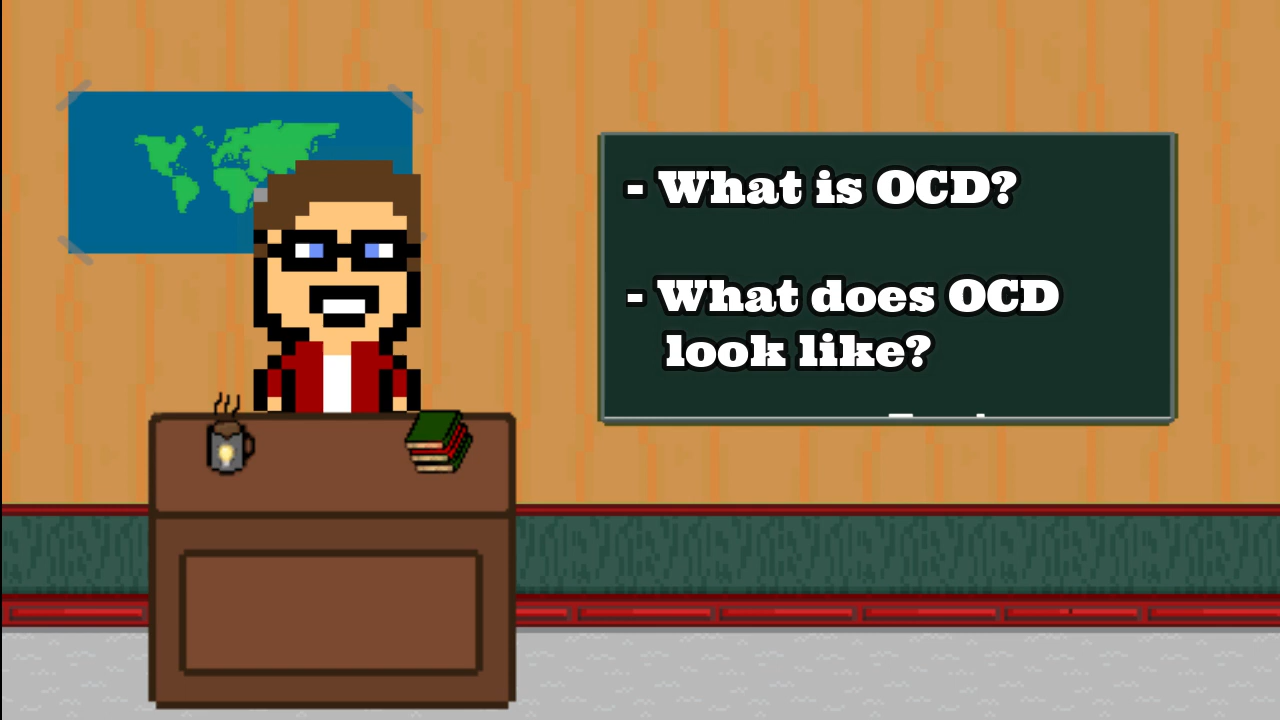 - What is OCD?
- What does OCD
look like?